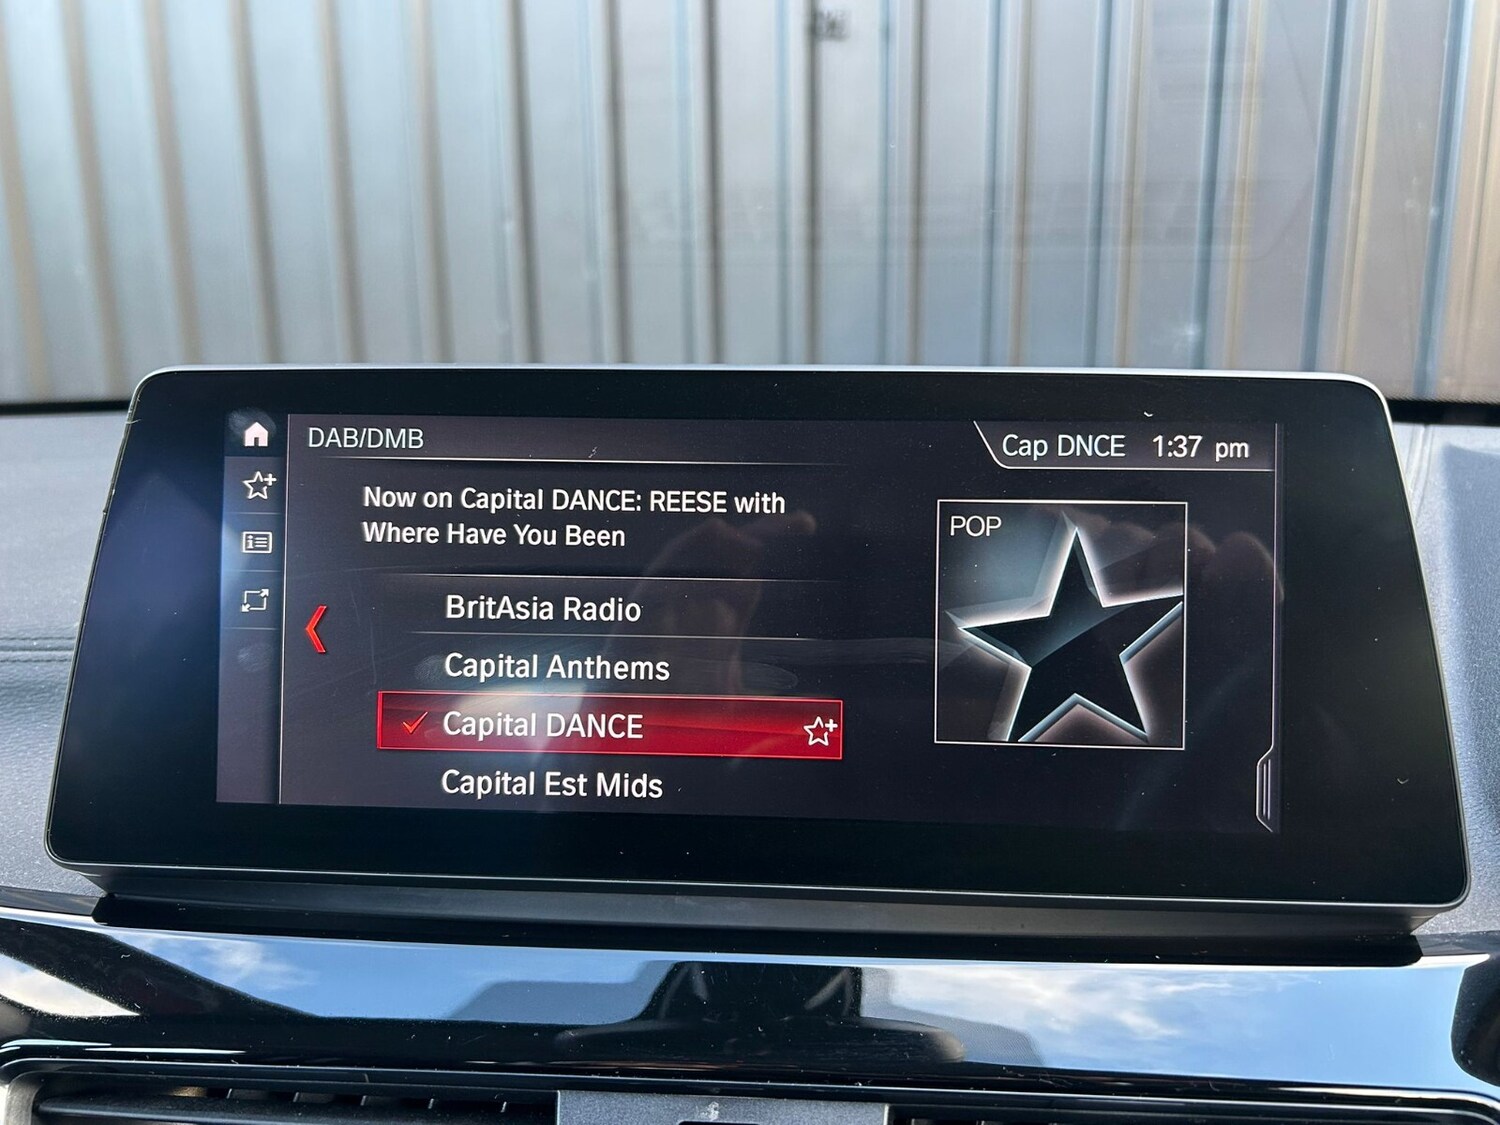 DAB/DMB
Cap DNCE 1:37 pm
Now on Capital DANCE: REESE with
Where Have You Been
POP
BritAsia Radio
Capital Anthems
Capital DANCE
Capital Est Mids